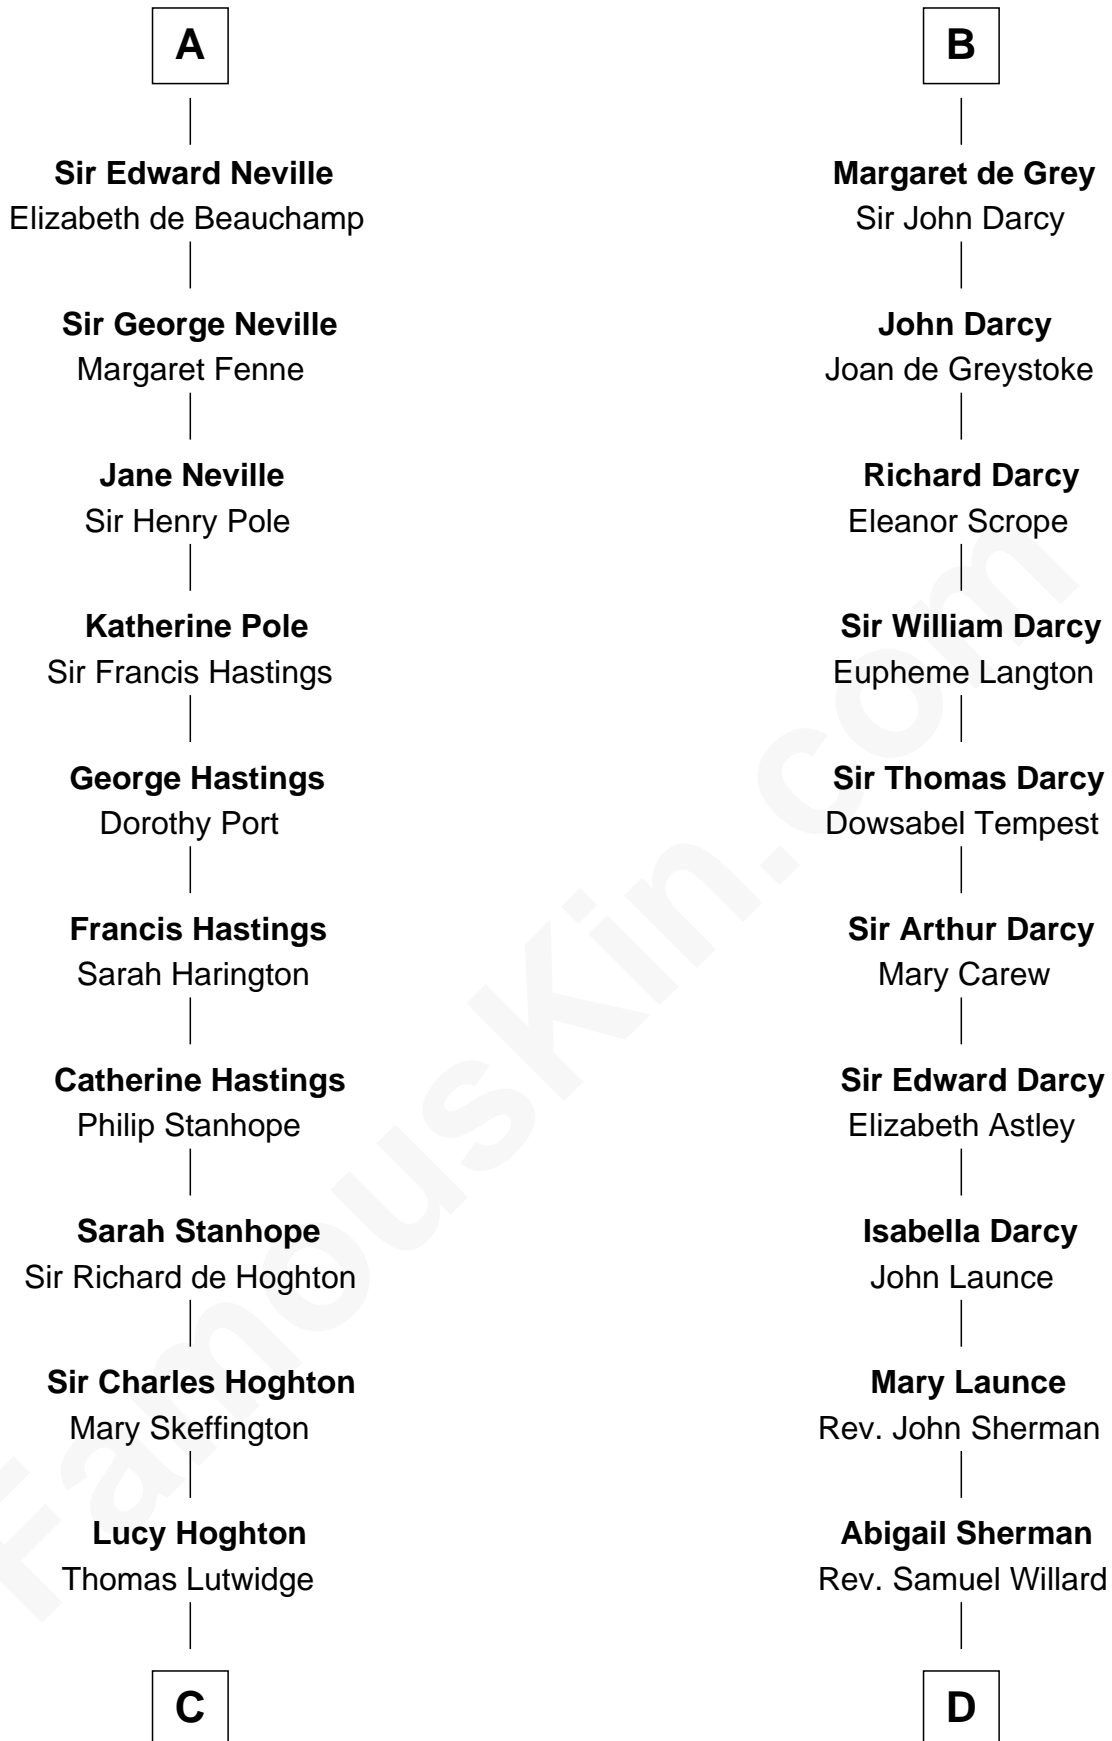 A
Sir Edward Neville
Elizabeth de Beauchamp
Sir George Neville
Margaret Fenne
Jane Neville
Sir Henry Pole
Katherine Pole
Sir Francis Hastings
George Hastings
Dorothy Port
Francis Hastings
Sarah Harington
Catherine Hastings
Philip Stanhope
Sarah Stanhope
Sir Richard de Hoghton
Sir Charles Hoghton
Mary Skeffington
Lucy Hoghton
Thomas Lutwidge
C
B
Margaret de Grey
Sir John Darcy
John Darcy
Joan de Greystoke
Richard Darcy
Eleanor Scrope
Sir William Darcy
Eupheme Langton
Sir Thomas Darcy
Dowsabel Tempest
Sir Arthur Darcy
Mary Carew
Sir Edward Darcy
Elizabeth Astley
Isabella Darcy
John Launce
Mary Launce
Rev. John Sherman
Abigail Sherman
Rev. Samuel Willard
D
FamousKin.com